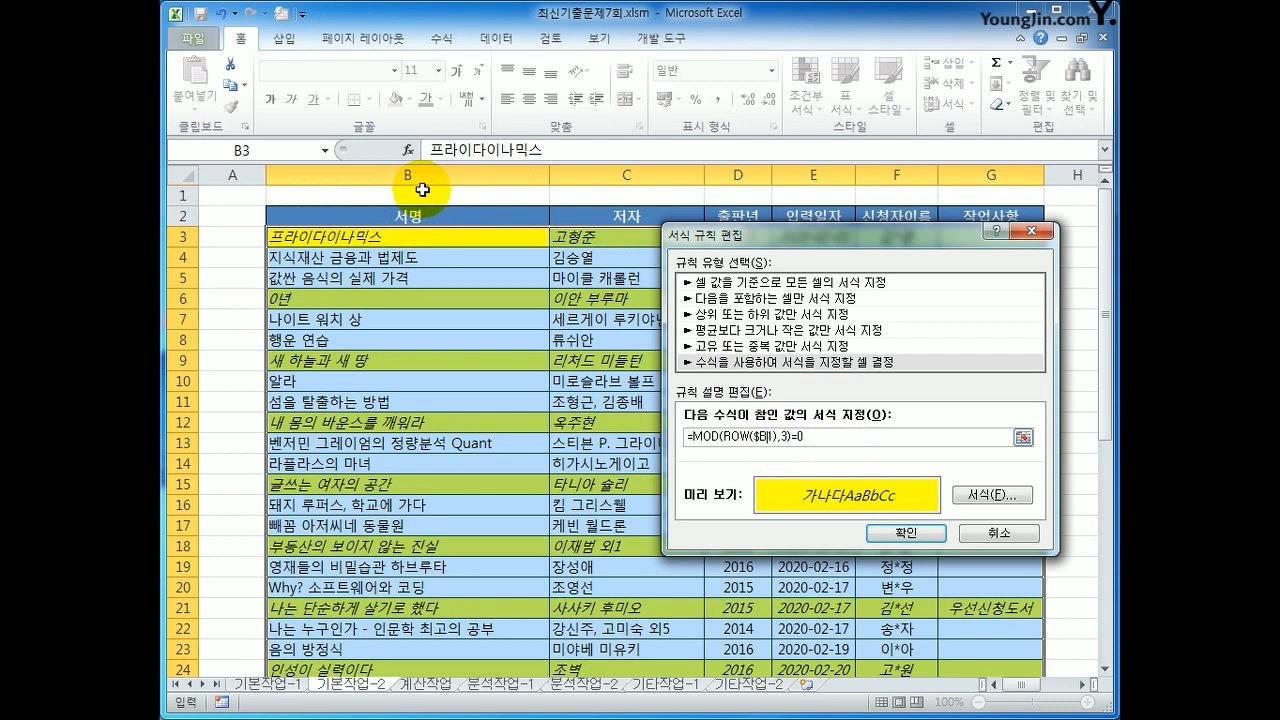 최신기출문제7회.xlsm - Microsoft Excel
YoungJin.com Y.
파일 홈 삽입 페이지 레이아웃 수식 데이터 검토 보기 개발 도구
붙여넣기
클립보드
11
가 가 가
글꼴
맞춤
일반
표시 형식
조건부 서식
표 서식
셀 스타일
스타일
삽입
삭제
서식
셀
정렬 및 필터
찾기 및 선택
편집
B3
fx
프라이다이나믹스
A B C D E F G H
1
2 서명 저자 출판년 입력일자 신청자이름 작업사항
3 프라이다이나믹스 고형준
4 지식재산 금융과 법제도 김승열
5 값싼 음식의 실제 가격 마이클 캐롤런
6 0년 이안 부루마
7 나이트 워치 상 세르게이 루키야넨
8 행운 연습 류쉬안
9 새 하늘과 새 땅 리처드 미들턴
10 알라 미로슬라브 볼프
11 섬을 탈출하는 방법 조형근, 김종배
12 내 몸의 바운스를 깨워라 옥주현
13 벤저민 그레이엄의 정량분석 Quant 스티븐 P. 그라이
14 라플라스의 마녀 히가시노게이고
15 글쓰는 여자의 공간 타니아 슐리
16 돼지 루퍼스, 학교에 가다 킴 그리스웰
17 빼꼼 아저씨네 동물원 케빈 월드론
18 부동산의 보이지 않는 진실 이재범 외1
19 영재들의 비밀습관 하브루타 장성애 2016 2020-02-16 정*정
20 Why? 소프트웨어와 코딩 조영선 2015 2020-02-17 변*우
21 나는 단순하게 살기로 했다 사사키 후미오 2015 2020-02-17 김*선 우선신청도서
22 나는 누구인가 - 인문학 최고의 공부 강신주, 고미숙 외5 2014 2020-02-17 송*자
23 음의 방정식 미야베 미유키 2016 2020-02-19 이*아
24 인성이 실력이다 조벽 2016 2020-02-20 고*원
서식 규칙 편집
규칙 유형 선택(S):
► 셀 값을 기준으로 모든 셀의 서식 지정
► 다음을 포함하는 셀만 서식 지정
► 상위 또는 하위 값만 서식 지정
► 평균보다 크거나 작은 값만 서식 지정
► 고유 또는 중복 값만 서식 지정
► 수식을 사용하여 서식을 지정할 셀 결정
규칙 설명 편집(E):
다음 수식이 참인 값의 서식 지정(O):
=MOD(ROW($B1),3)=0
미리 보기:
가나다AaBbCc
서식(F)...
확인
취소
기본작업-1 기본작업-2 계산작업 분석작업-1 분석작업-2 기타작업-1 기타작업-2
입력
100%